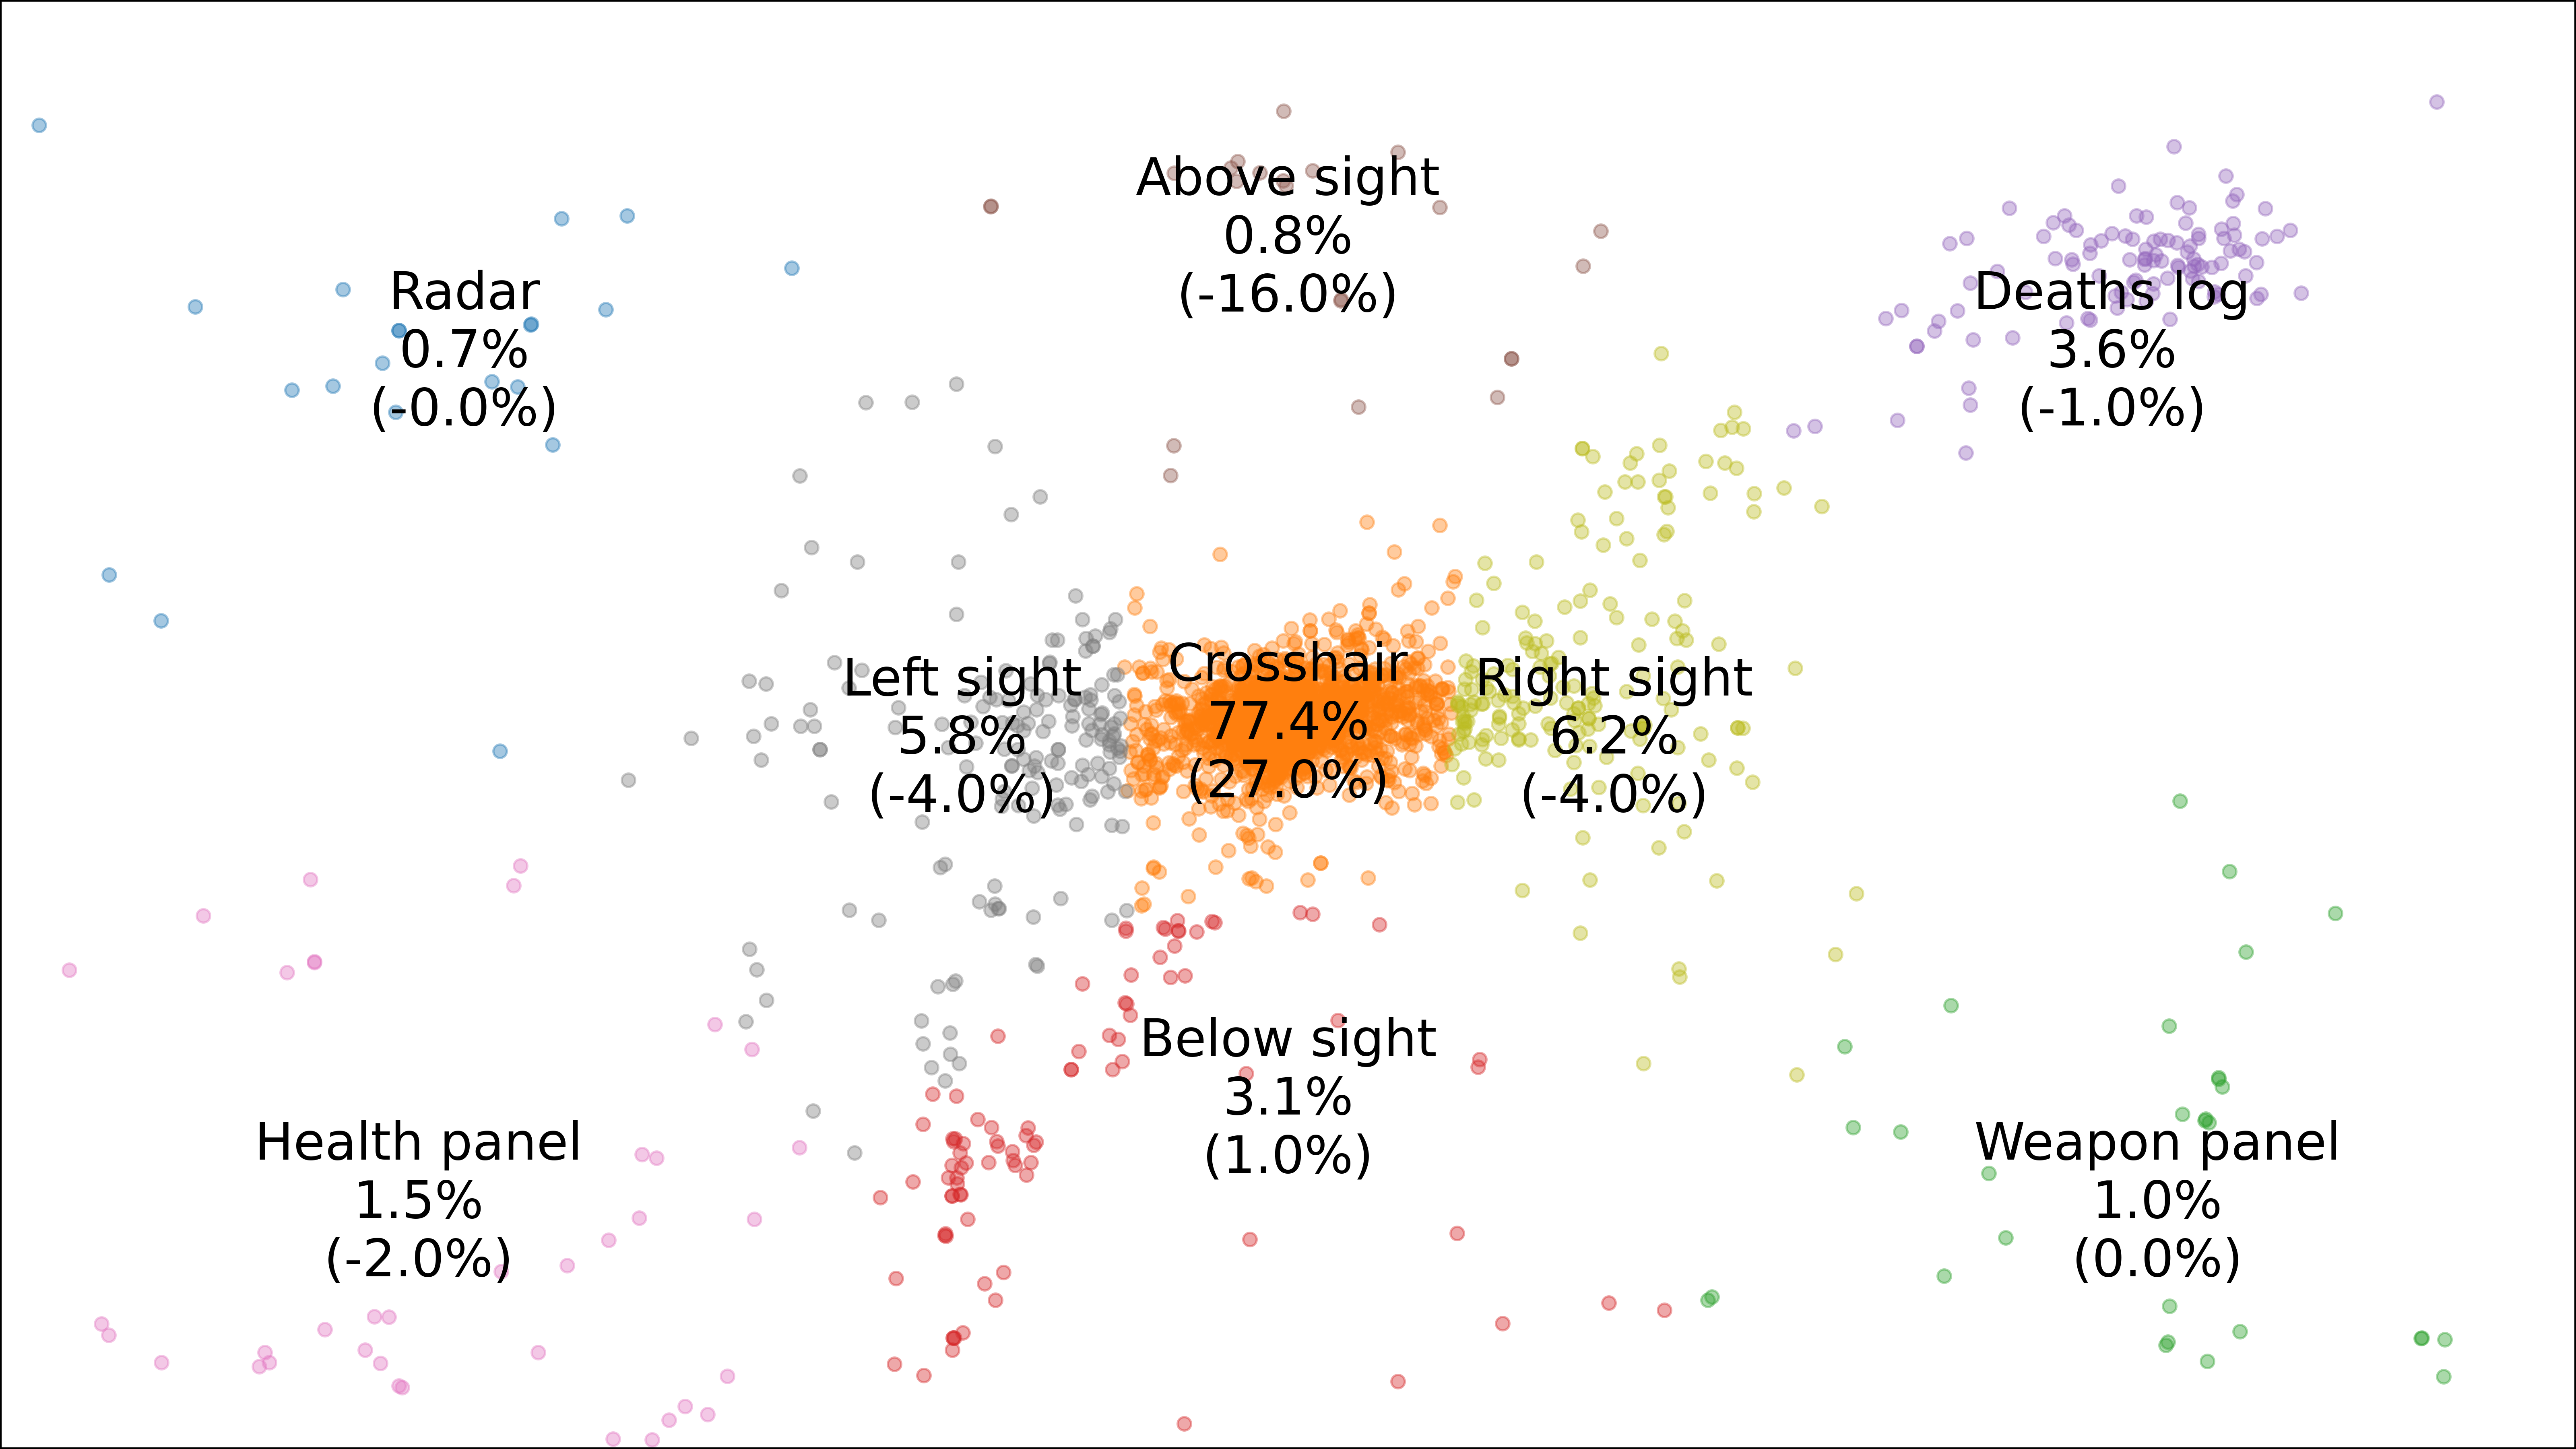 Above sight
0.8%
(-16.0%)
Radar
0.7%
(-0.0%)
Deaths log
3.6%
(-1.0%)
Left sight
5.8%
(-4.0%)
Crosshair
77.4%
(27.0%)
Right sight
6.2%
(-4.0%)
Below sight
3.1%
(1.0%)
Health panel
1.5%
(-2.0%)
Weapon panel
1.0%
(0.0%)